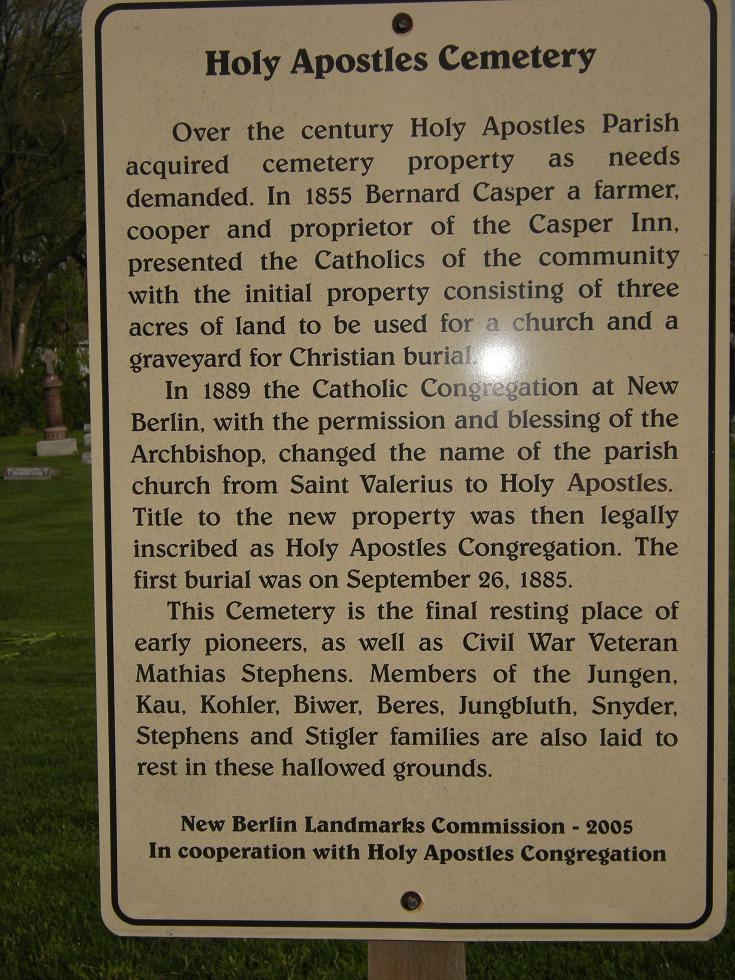 Holy Apostles Cemetery
Over the century Holy Apostles Parish
acquired cemetery property as needs
demanded. In 1855 Bernard Casper a farmer,
cooper and proprietor of the Casper Inn,
presented the Catholics of the community
with the initial property consisting of three
acres of land to be used for a church and a
graveyard for Christian burial.
In 1889 the Catholic Congregation at New
Berlin, with the permission and blessing of the
Archbishop, changed the name of the parish
church from Saint Valerius to Holy Apostles.
Title to the new property was then legally
inscribed as Holy Apostles Congregation. The
first burial was on September 26, 1885.
This Cemetery is the final resting place of
early pioneers, as well as Civil War Veteran
Mathias Stephens. Members of the Jungen,
Kau, Kohler, Biwer, Beres, Jungbluth, Snyder,
Stephens and Stigler families are also laid to
rest in these hallowed grounds.
New Berlin Landmarks Commission - 2005
In cooperation with Holy Apostles Congregation